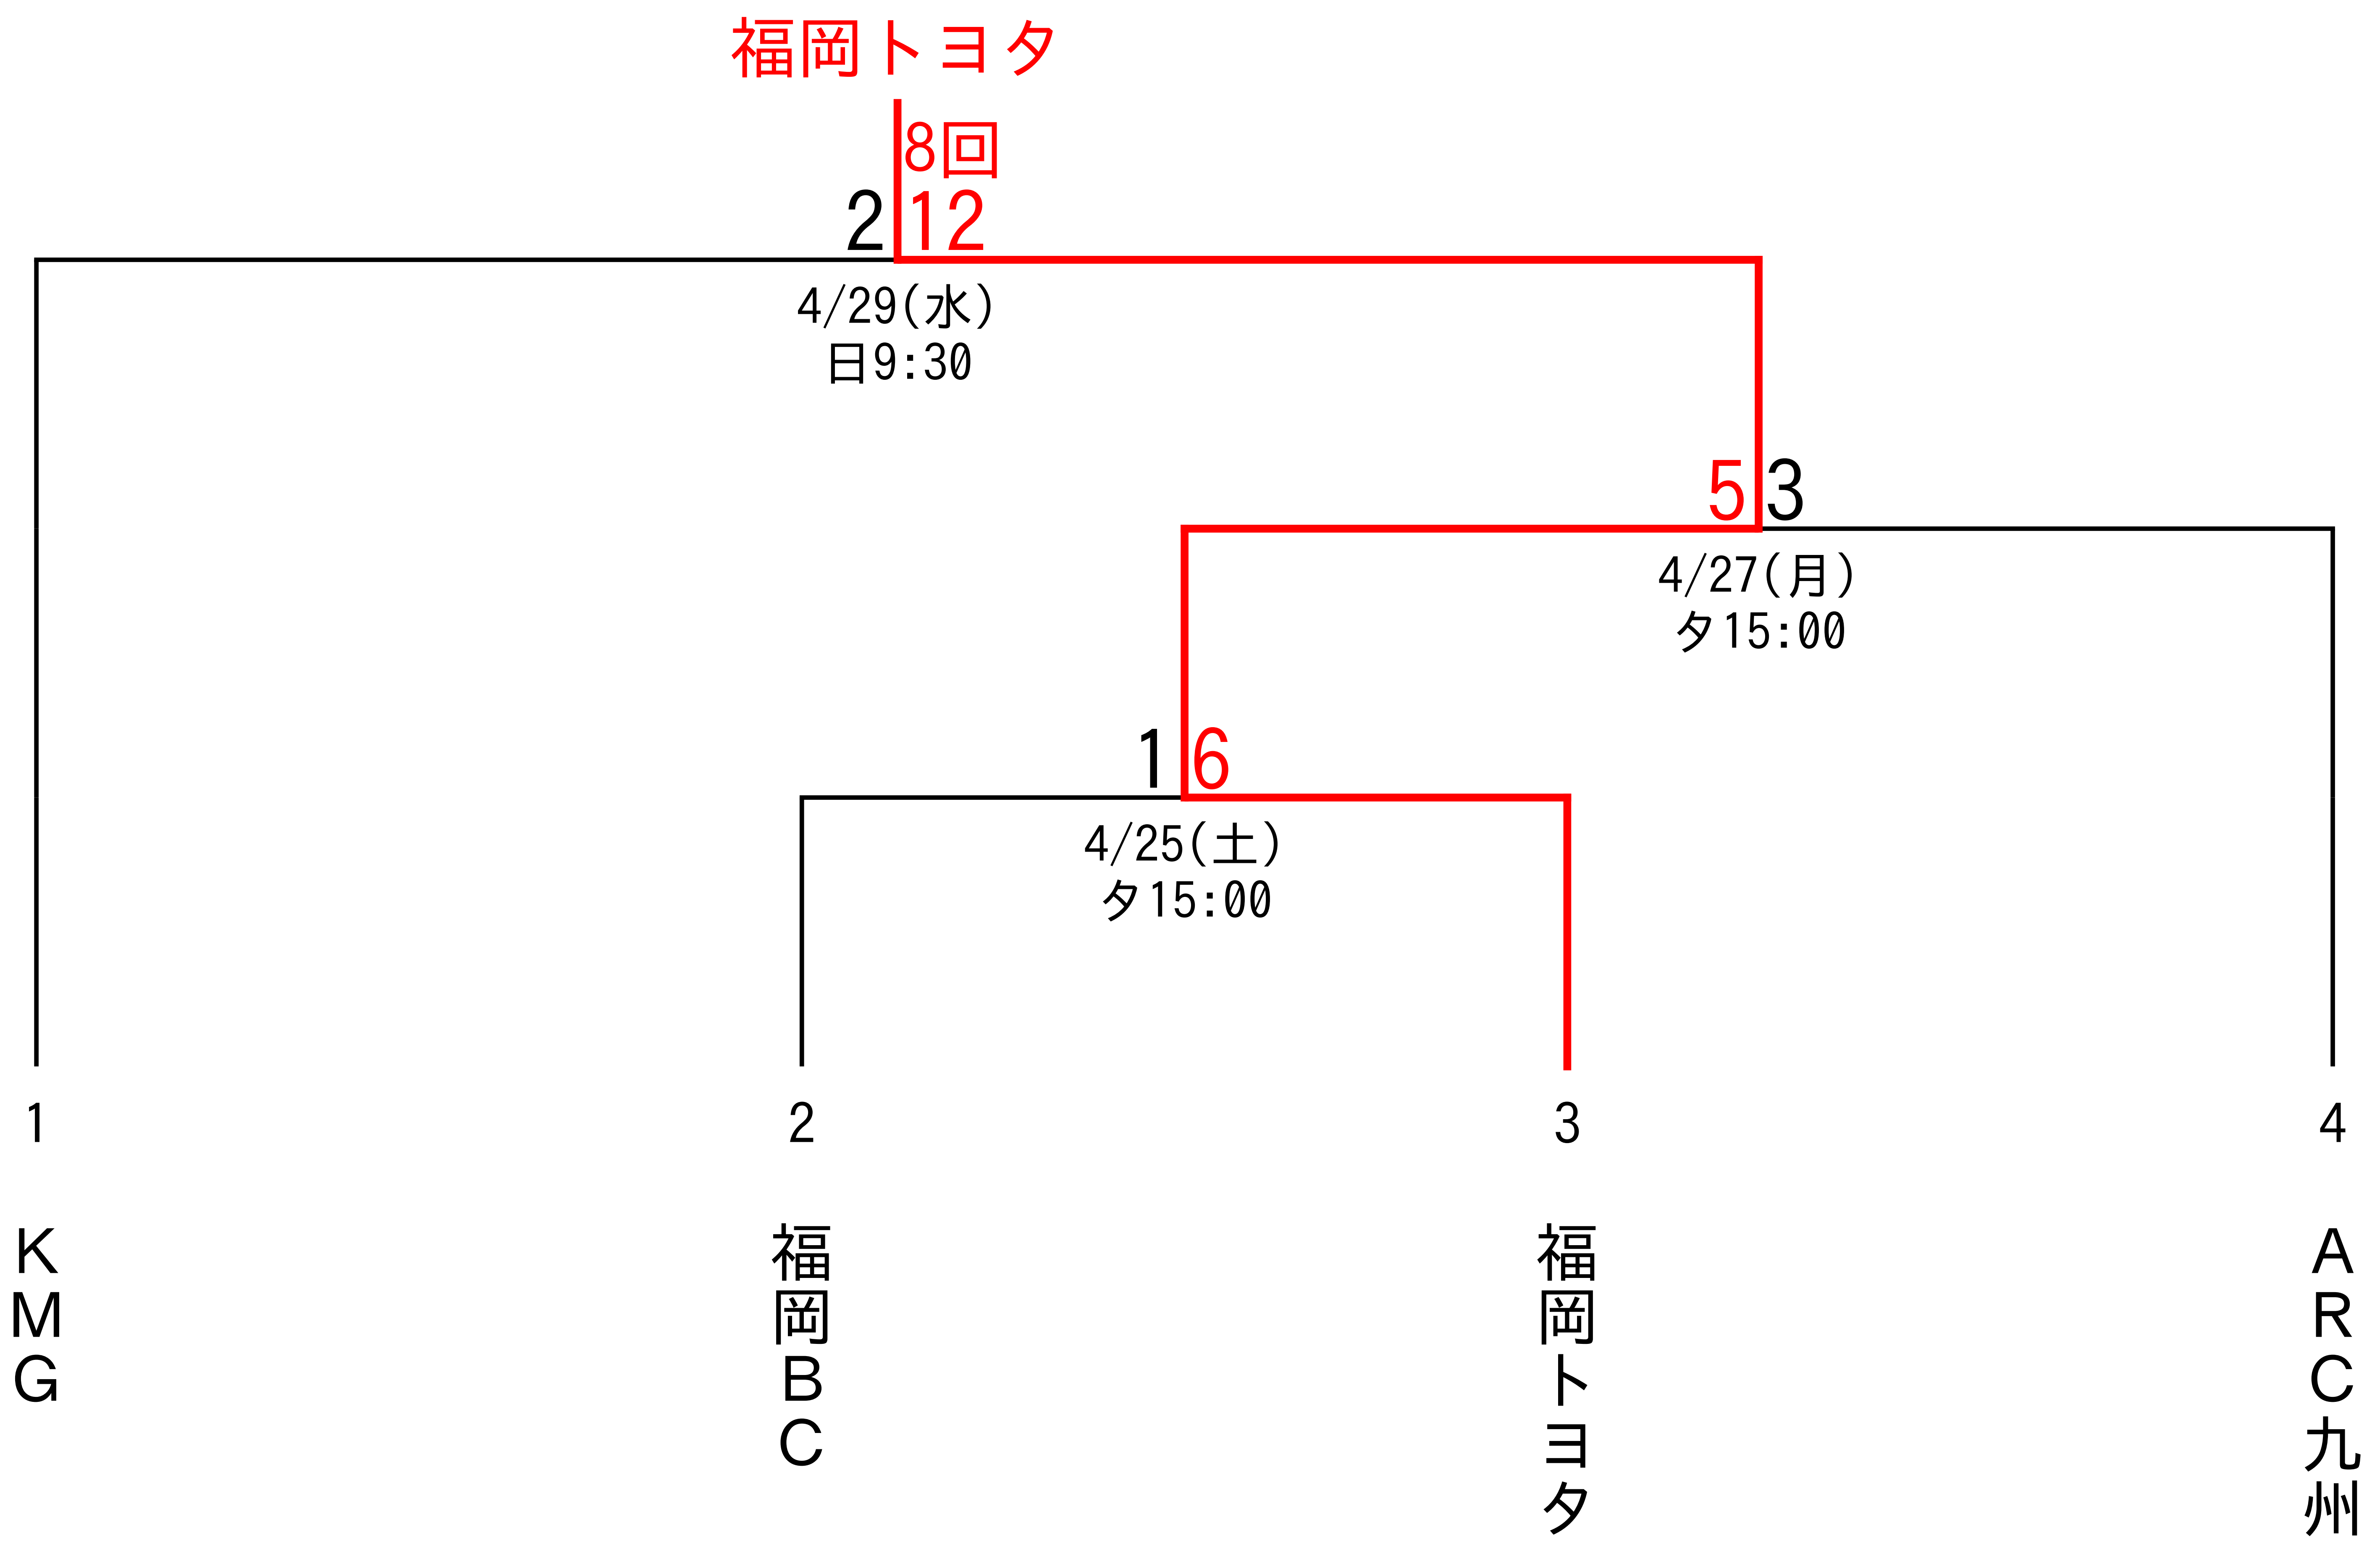 福岡トヨタ
8回
2 12
4/29(水)
日9:30
5 3
4/27(月)
夕15:00
1 6
4/25(土)
夕15:00
1 2 3 4
KMG
福岡BC
福岡トヨタ
ARC九州